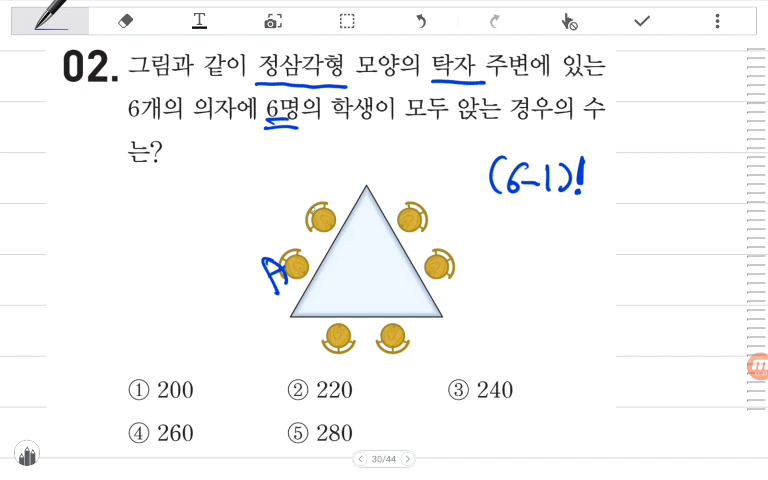 T
02. 그림과 같이 정삼각형 모양의 탁자 주변에 있는
6개의 의자에 6명의 학생이 모두 앉는 경우의 수
는?
(6-1)!
A
① 200 ② 220 ③ 240
④ 260 ⑤ 280
30/44